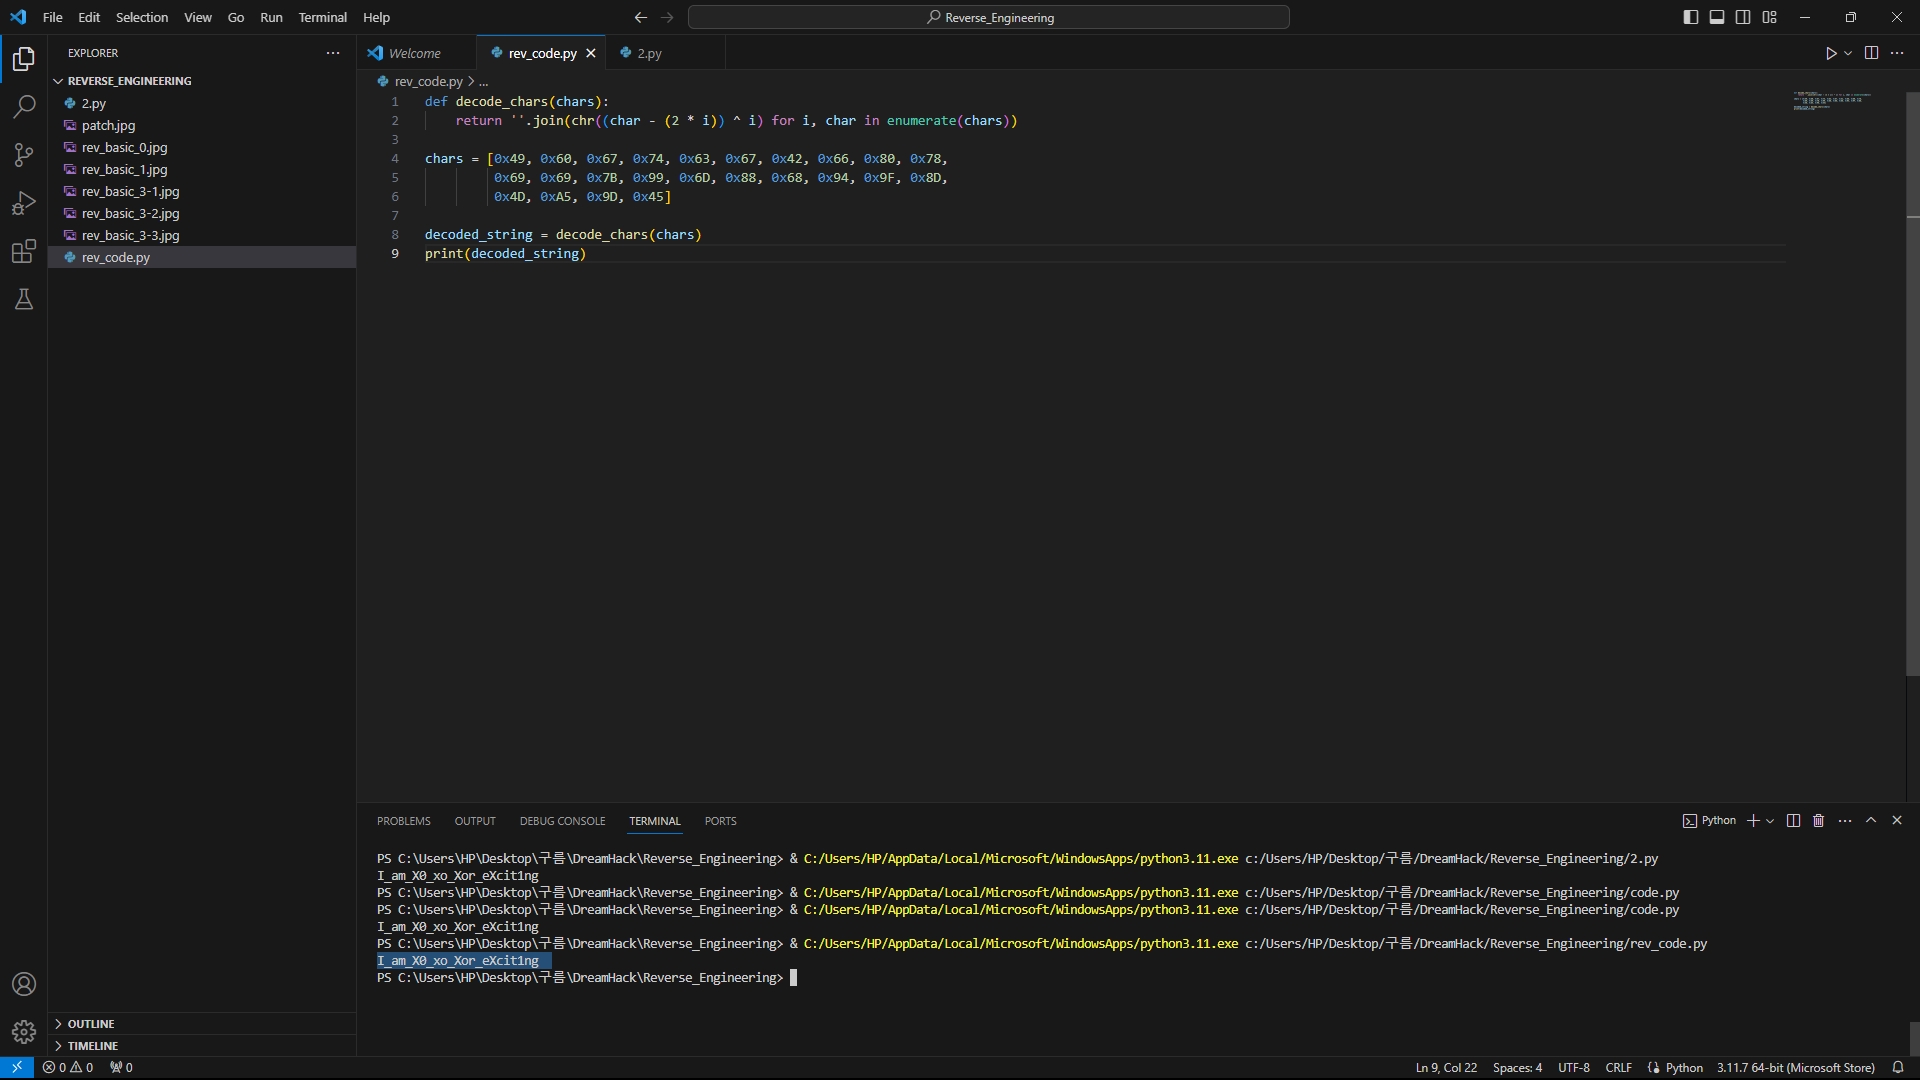 File Edit Selection View Go Run Terminal Help
Reverse_Engineering
EXPLORER
REVERSE_ENGINEERING
2.py
patch.jpg
rev_basic_0.jpg
rev_basic_1.jpg
rev_basic_3-1.jpg
rev_basic_3-2.jpg
rev_basic_3-3.jpg
rev_code.py
OUTLINE
TIMELINE
Welcome rev_code.py 2.py
rev_code.py > ...
1 def decode_chars(chars):
2 return ''.join(chr((char - (2 * i)) ^ i) for i, char in enumerate(chars))
3
4 chars = [0x49, 0x60, 0x67, 0x74, 0x63, 0x67, 0x42, 0x66, 0x80, 0x78,
5 0x69, 0x69, 0x7B, 0x99, 0x6D, 0x88, 0x68, 0x94, 0x9F, 0x8D,
6 0x4D, 0xA5, 0x9D, 0x45]
7
8 decoded_string = decode_chars(chars)
9 print(decoded_string)
PROBLEMS OUTPUT DEBUG CONSOLE TERMINAL PORTS
Python
PS C:\Users\HP\Desktop\구름\DreamHack\Reverse_Engineering> & C:/Users/HP/AppData/Local/Microsoft/WindowsApps/python3.11.exe c:/Users/HP/Desktop/구름/DreamHack/Reverse_Engineering/2.py
I_am_X0_xo_Xor_eXcit1ng
PS C:\Users\HP\Desktop\구름\DreamHack\Reverse_Engineering> & C:/Users/HP/AppData/Local/Microsoft/WindowsApps/python3.11.exe c:/Users/HP/Desktop/구름/DreamHack/Reverse_Engineering/code.py
PS C:\Users\HP\Desktop\구름\DreamHack\Reverse_Engineering> & C:/Users/HP/AppData/Local/Microsoft/WindowsApps/python3.11.exe c:/Users/HP/Desktop/구름/DreamHack/Reverse_Engineering/code.py
I_am_X0_xo_Xor_eXcit1ng
PS C:\Users\HP\Desktop\구름\DreamHack\Reverse_Engineering> & C:/Users/HP/AppData/Local/Microsoft/WindowsApps/python3.11.exe c:/Users/HP/Desktop/구름/DreamHack/Reverse_Engineering/rev_code.py
I_am_X0_xo_Xor_eXcit1ng
PS C:\Users\HP\Desktop\구름\DreamHack\Reverse_Engineering>
0 0 0 Ln 9, Col 22 Spaces: 4 UTF-8 CRLF Python 3.11.7 64-bit (Microsoft Store)